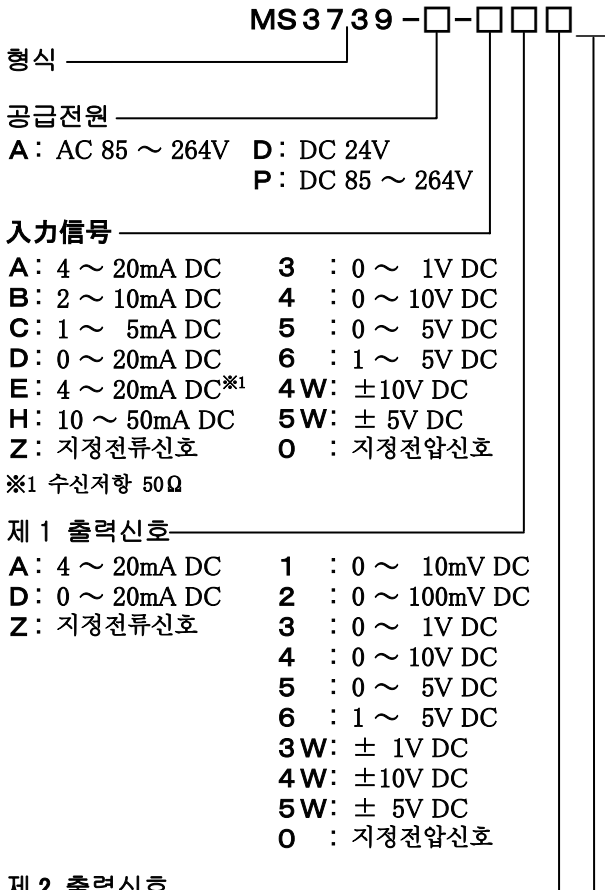 MS3739-□-□□□
형식
공급전원
A: AC 85 ～ 264V D: DC 24V
P: DC 85 ～ 264V
入力信号
A: 4 ～ 20mA DC 3 : 0 ～ 1V DC
B: 2 ～ 10mA DC 4 : 0 ～ 10V DC
C: 1 ～ 5mA DC 5 : 0 ～ 5V DC
D: 0 ～ 20mA DC 6 : 1 ～ 5V DC
E: 4 ～ 20mA DC※1 4W: ±10V DC
H: 10 ～ 50mA DC 5W: ± 5V DC
Z: 지정전류신호 0 : 지정전압신호
※1 수신저항 50Ω
제 1 출력신호
A: 4 ～ 20mA DC 1 : 0 ～ 10mV DC
D: 0 ～ 20mA DC 2 : 0 ～ 100mV DC
Z: 지정전류신호 3 : 0 ～ 1V DC
4 : 0 ～ 10V DC
5 : 0 ～ 5V DC
6 : 1 ～ 5V DC
3W: ± 1V DC
4W: ±10V DC
5W: ± 5V DC
0 : 지정전압신호
제 2 출력신호